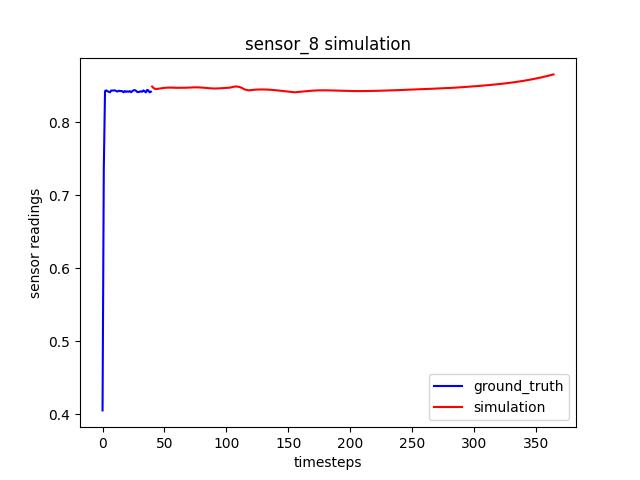 sensor_8 simulation
sensor readings
0.8
0.7
0.6
0.5
0.4
ground_truth
simulation
0 50 100 150 200 250 300 350
timesteps